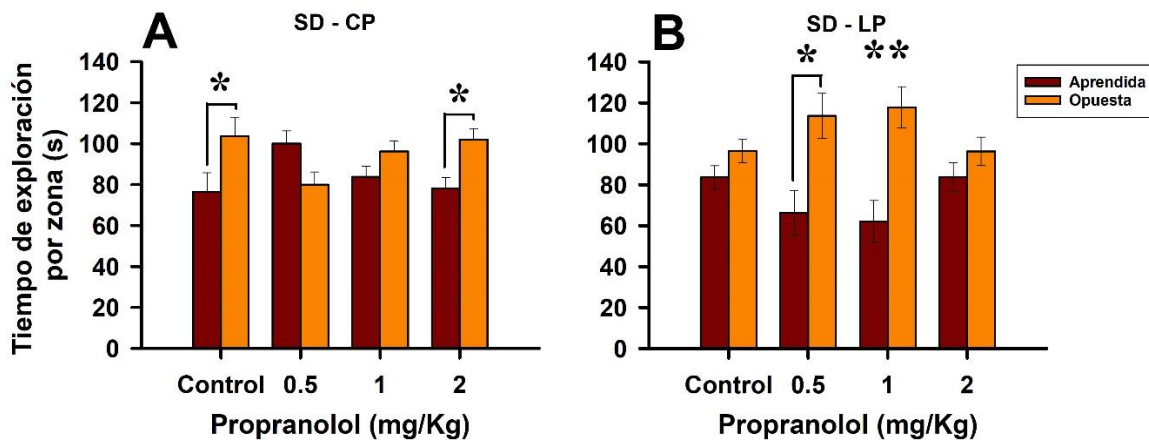 A
SD - CP
Tiempo de exploración
por zona (s)
140
120
100
80
60
40
20
0
*
*
Control 0.5 1 2
Propranolol (mg/Kg)
B
SD - LP
140
120
100
80
60
40
20
0
*
**
Control 0.5 1 2
Propranolol (mg/Kg)
Aprendida
Opuesta